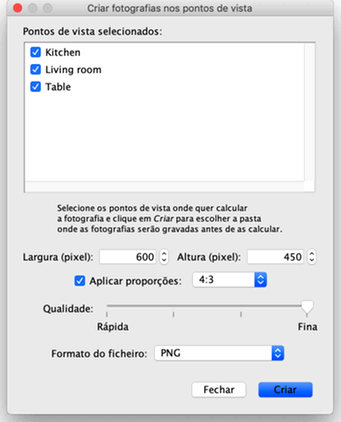 Criar fotografias nos pontos de vista
Pontos de vista selecionados:
Kitchen
Living room
Table
Selecione os pontos de vista onde quer calcular
a fotografia e clique em Criar para escolher a pasta
onde as fotografias serão gravadas antes de as calcular.
Largura (pixel): 600 Altura (pixel): 450
Aplicar proporções: 4:3
Qualidade:
Rápida Fina
Formato do ficheiro: PNG
Fechar Criar